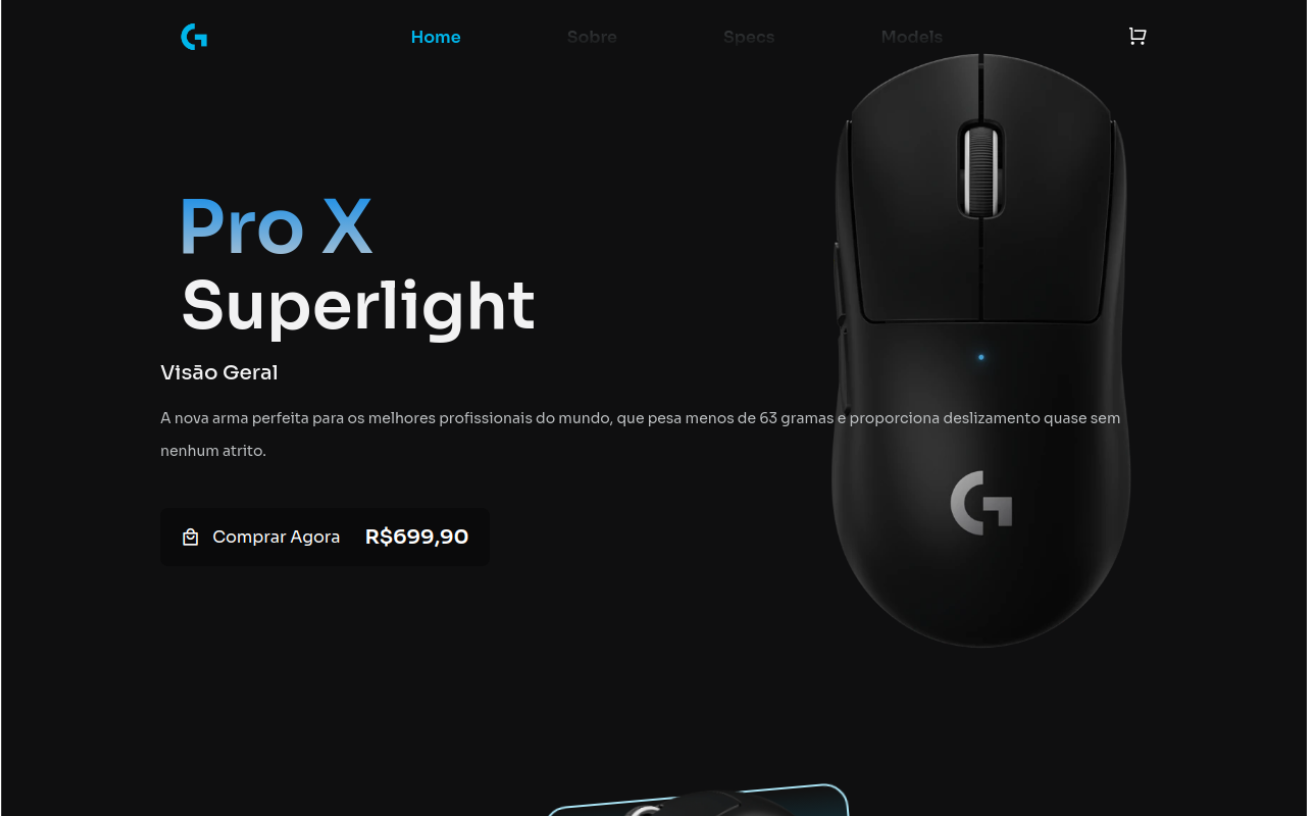 Home Sobre Specs Models
Pro X
Superlight
Visão Geral
A nova arma perfeita para os melhores profissionais do mundo, que pesa menos de 63 gramas e proporciona deslizamento quase sem
nenhum atrito.
Comprar Agora R$699,90